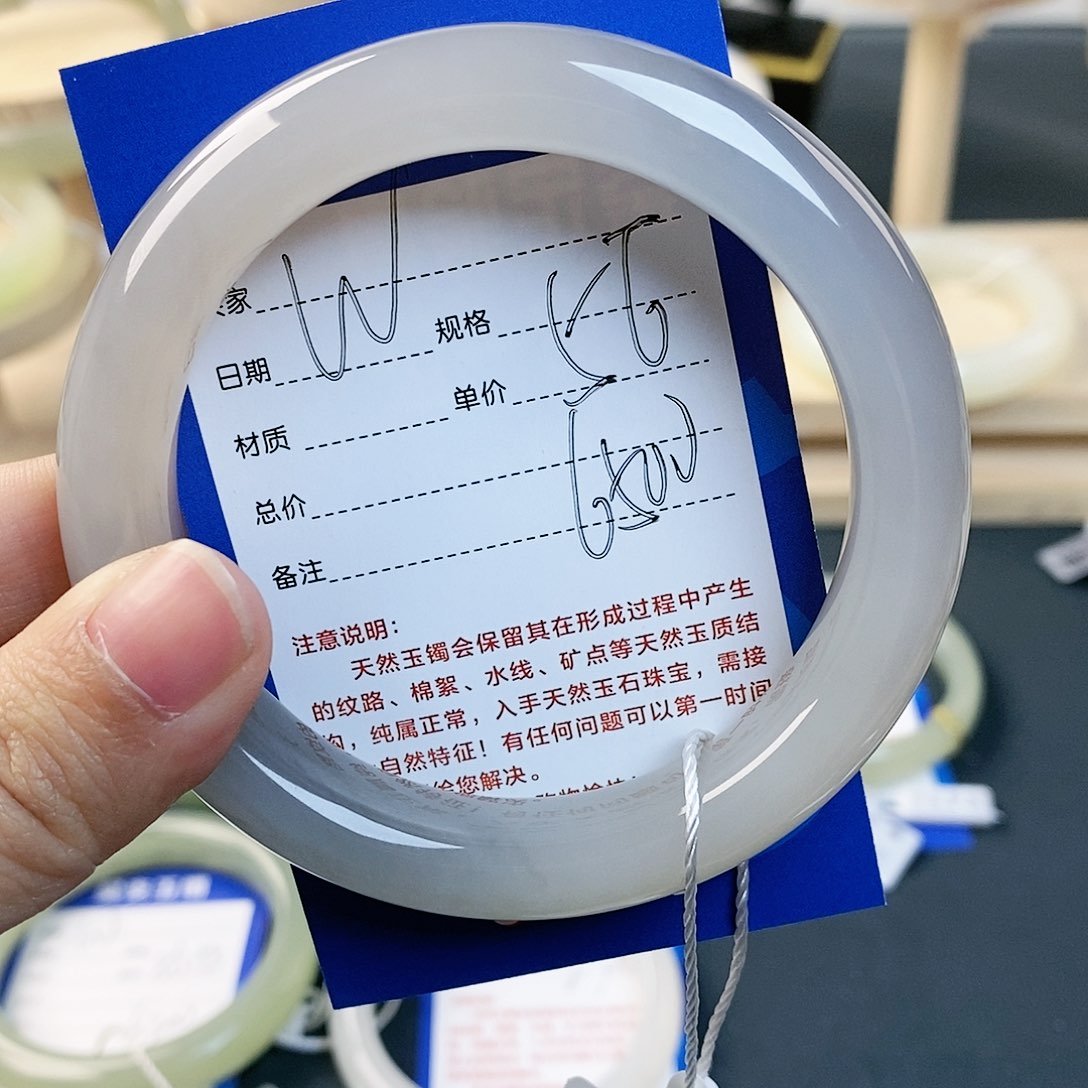 家
日期 W 规格 57
材质 单价
总价
备注
注意说明：
天然玉镯会保留其在形成过程中产生
的纹路、棉絮、水线、矿点等天然玉质结
构，纯属正常，入手天然玉石珠宝，需接
自然特征！有任何问题可以第一时间
给您解决。